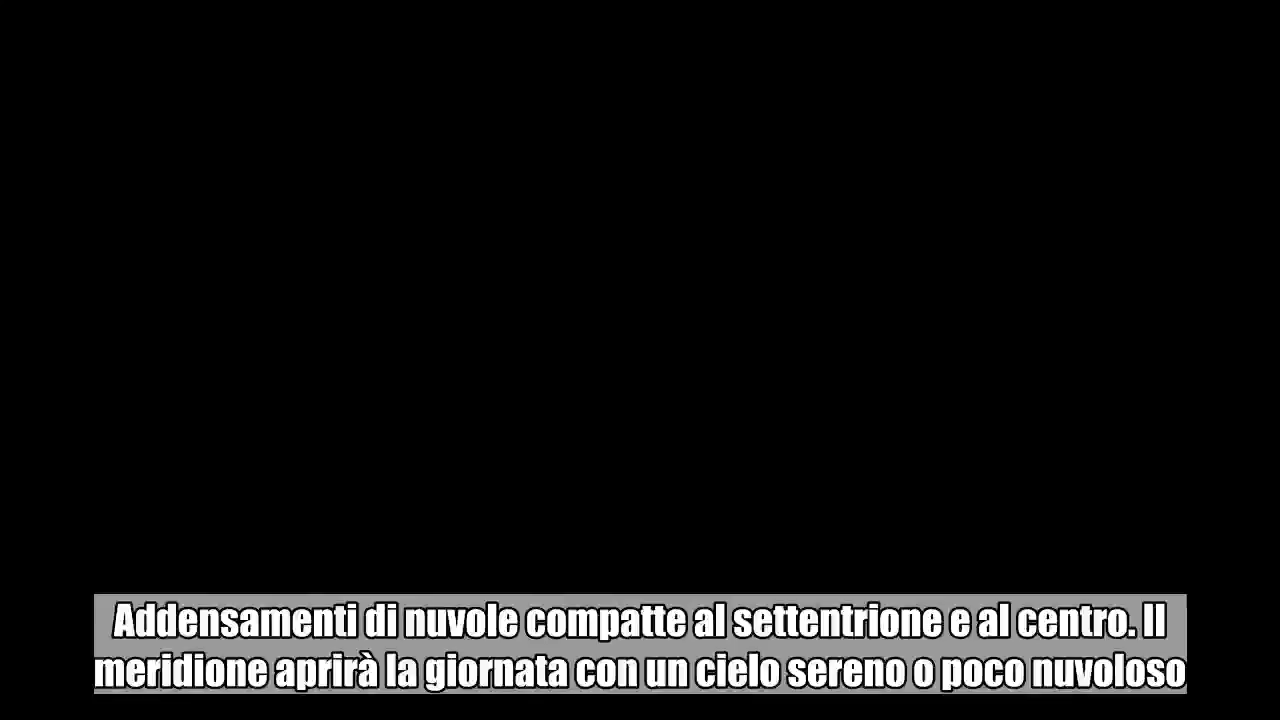 Addensamenti di nuvole compatte al settentrione e al centro. Il
meridione aprirà la giornata con un cielo sereno o poco nuvoloso